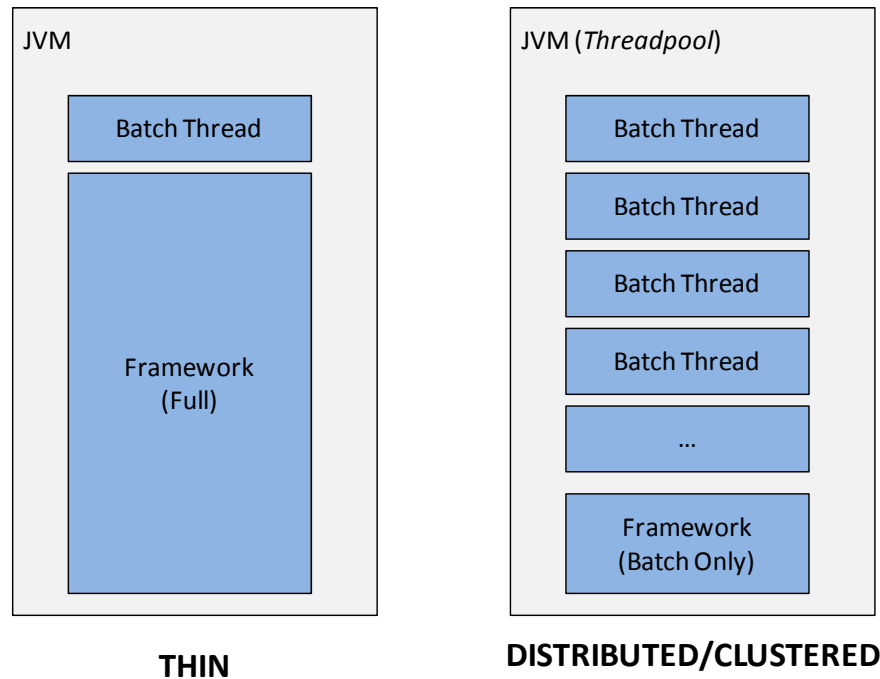 JVM
Batch Thread
Framework
(Full)
THIN
JVM (Threadpool)
Batch Thread
Batch Thread
Batch Thread
Batch Thread
...
Framework
(Batch Only)
DISTRIBUTED/CLUSTERED